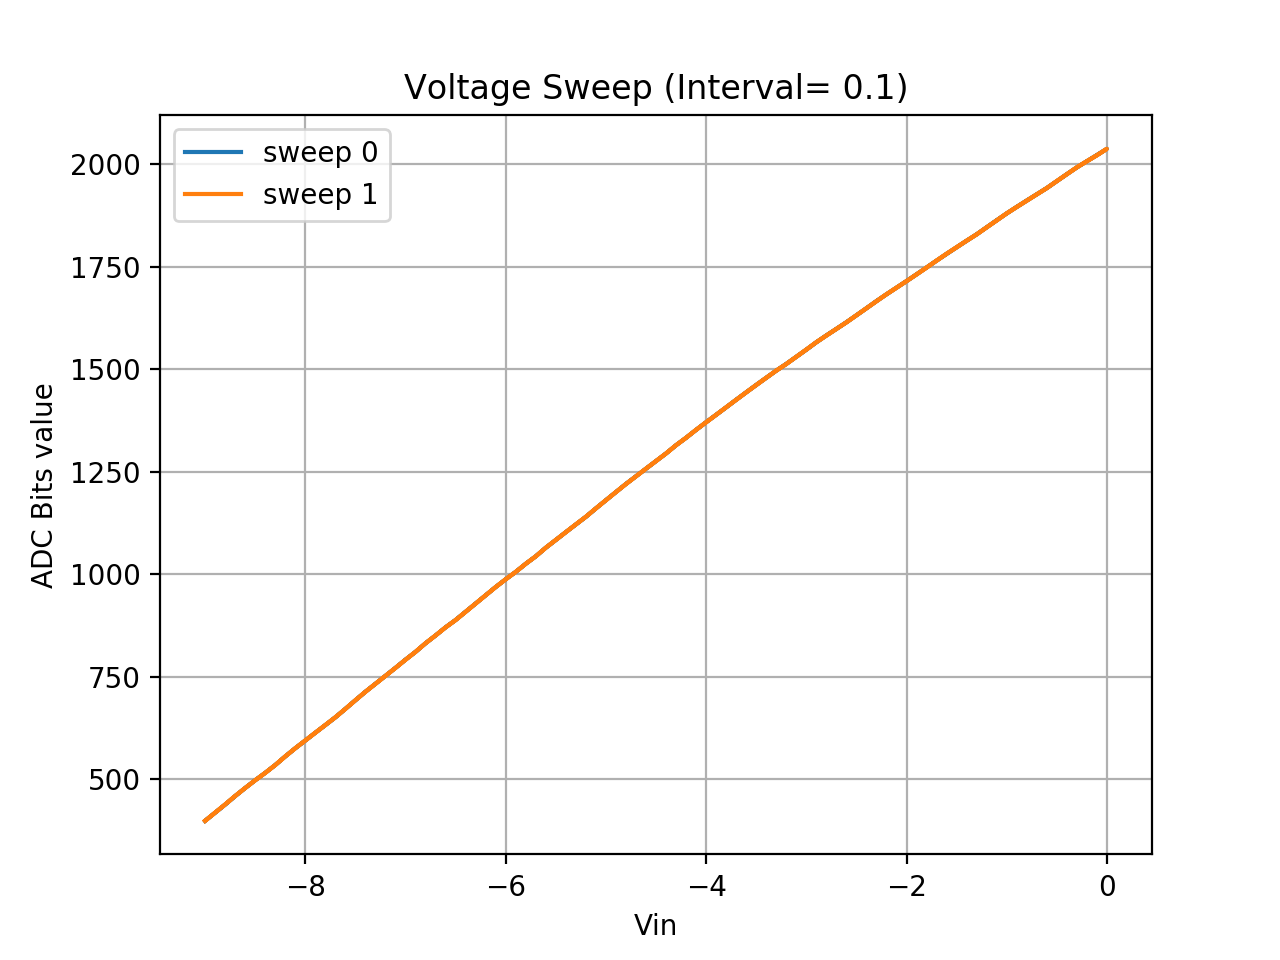 Voltage Sweep (Interval= 0.1)
sweep 0
sweep 1
2000
1750
1500
1250
1000
750
500
ADC Bits value
−8
−6
−4
−2
0
Vin